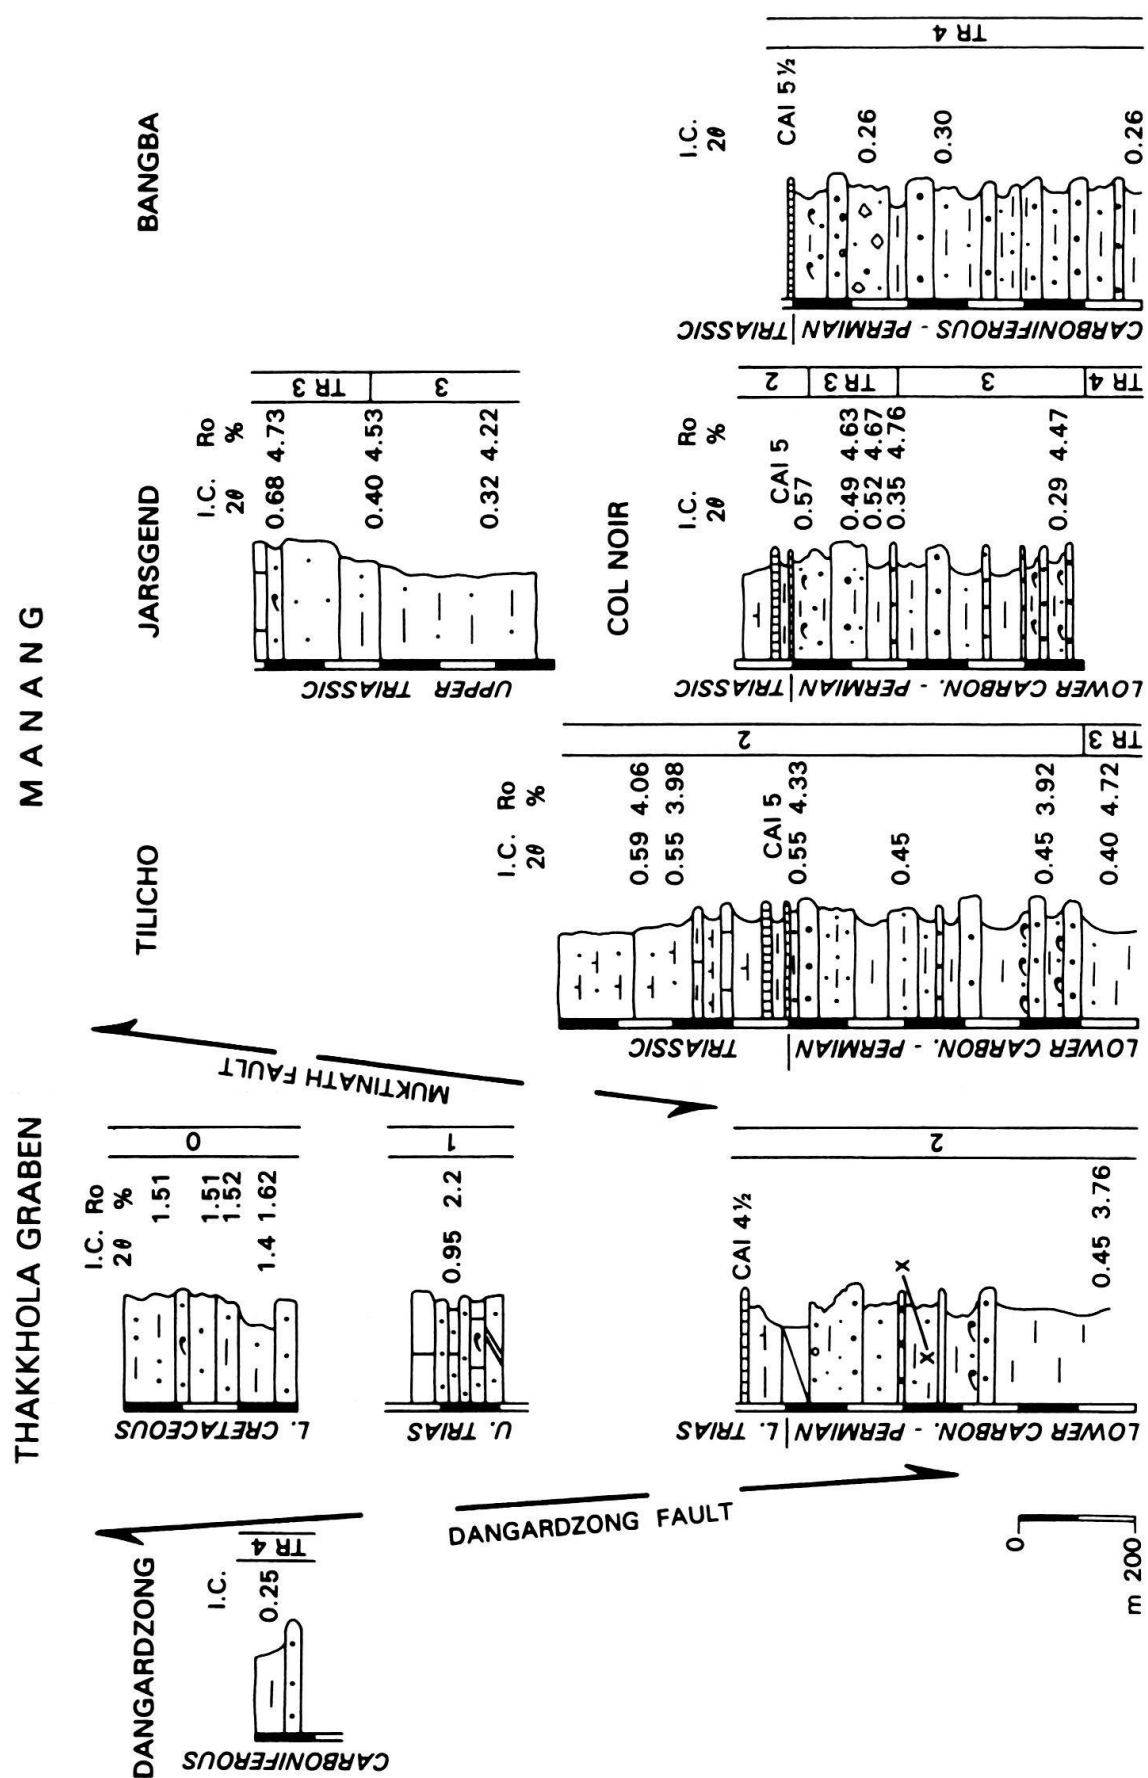 MANANG
THAKKHOLA GRABEN
DANGARDZONG
I.C.
0.25
TR 4
CARBONIFEROUS
DANGARDZONG FAULT
I.C. Ro
2θ %
1.51
1.51
1.52
1.4 1.62
0
L. CRETACEOUS
0.95 2.2
1
U. TRIAS
CAI 4½
x
x
0.45 3.76
2
L. TRIAS
LOWER CARBON. - PERMIAN
MUKTINATH FAULT
TILICHO
I.C. Ro
2θ %
0.59 4.06
0.55 3.98
CAI 5
0.55 4.33
0.45
0.45 3.92
0.40 4.72
2
TR 3
TRIASSIC
LOWER CARBON. - PERMIAN
JARSGEND
I.C. Ro
2θ %
0.68 4.73
0.40 4.53
0.32 4.22
TR 3
3
UPPER TRIASSIC
COL NOIR
I.C. Ro
2θ %
CAI 5
0.57
0.49 4.63
0.52 4.67
0.35 4.76
0.29 4.47
2
TR 3
3
TR 4
TRIASSIC
LOWER CARBON. - PERMIAN
BANGBA
I.C.
2θ
CAI 5½
0.26
0.30
0.26
TR 4
TRIASSIC
CARBONIFEROUS - PERMIAN
0
m 200